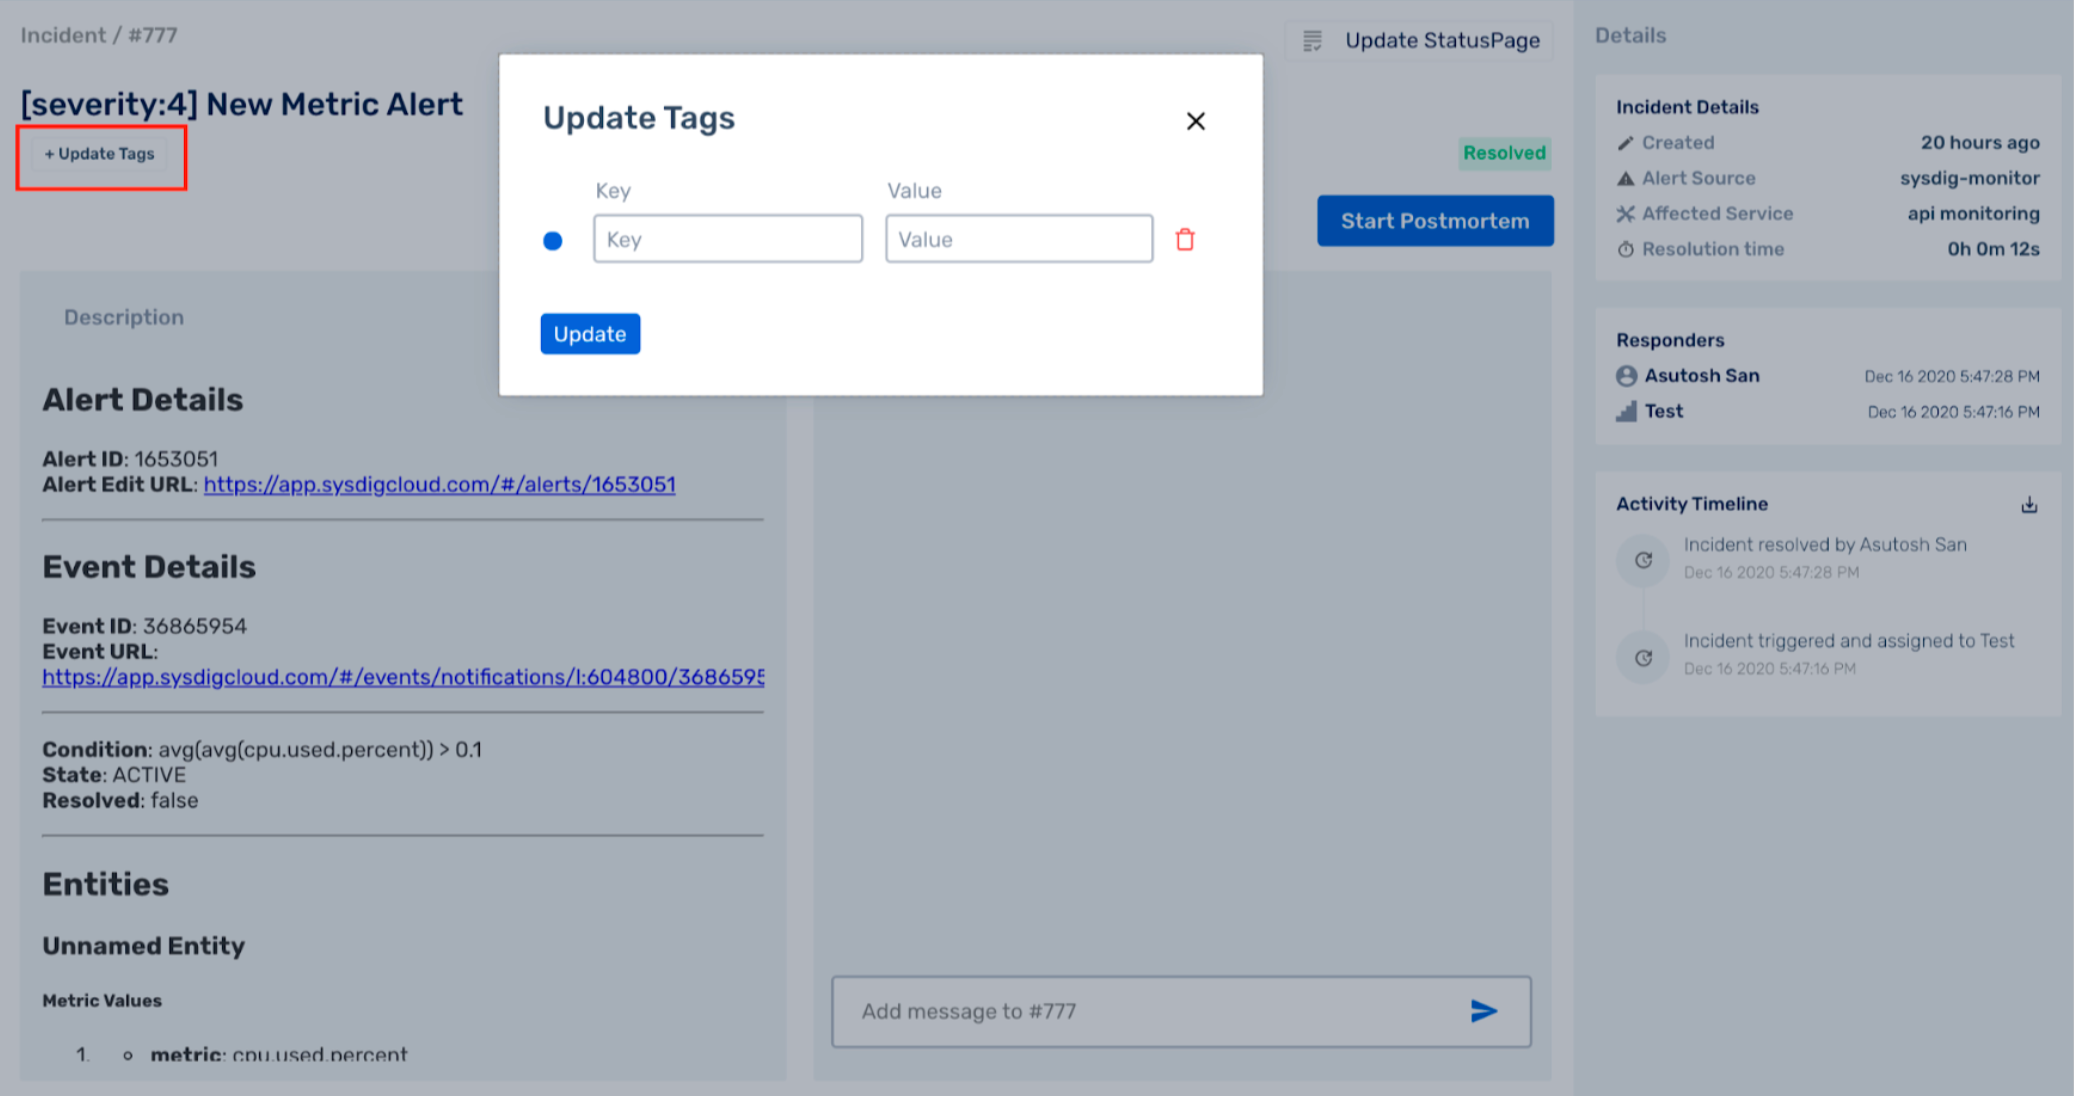 Incident / #777
[severity:4] New Metric Alert
+ Update Tags
Update StatusPage
Resolved
Start Postmortem
Update Tags
Key
Value
Key
Value
Update
Description
Alert Details
Alert ID: 1653051
Alert Edit URL: https://app.sysdigcloud.com/#/alerts/1653051
Event Details
Event ID: 36865954
Event URL:
https://app.sysdigcloud.com/#/events/notifications/l:604800/3686595
Condition: avg(avg(cpu.used.percent)) > 0.1
State: ACTIVE
Resolved: false
Entities
Unnamed Entity
Metric Values
1. ○ metric: cpu.used.percent
Add message to #777
Details
Incident Details
Created 20 hours ago
Alert Source sysdig-monitor
Affected Service api monitoring
Resolution time 0h 0m 12s
Responders
Asutosh San Dec 16 2020 5:47:28 PM
Test Dec 16 2020 5:47:16 PM
Activity Timeline
Incident resolved by Asutosh San
Dec 16 2020 5:47:28 PM
Incident triggered and assigned to Test
Dec 16 2020 5:47:16 PM